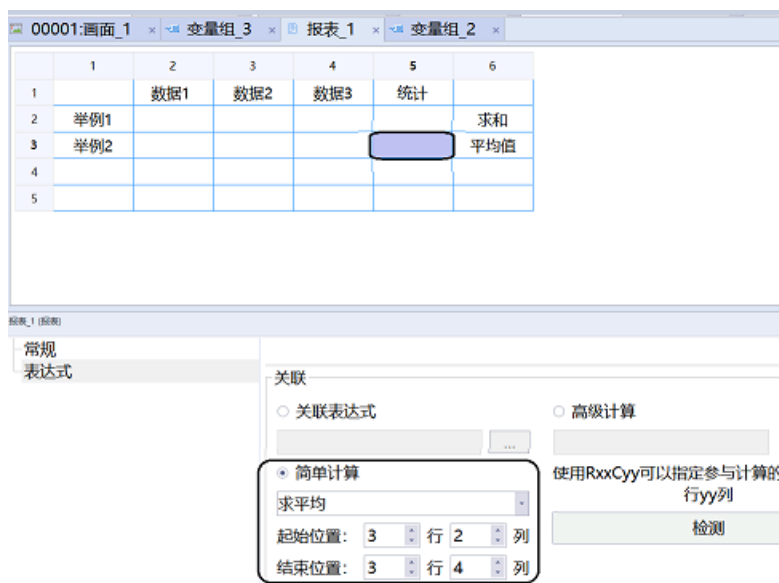 00001:画面_1 × 变量组_3 × 报表_1 × 变量组_2 ×
1 2 3 4 5 6
1 数据1 数据2 数据3 统计
2 举例1 求和
3 举例2 平均值
4
5
报表_1 (报表)
常规
表达式
关联
关联表达式 高级计算
...
简单计算 使用RxxCyy可以指定参与计算的
行yy列
求平均
检测
起始位置: 3 行 2 列
结束位置: 3 行 4 列